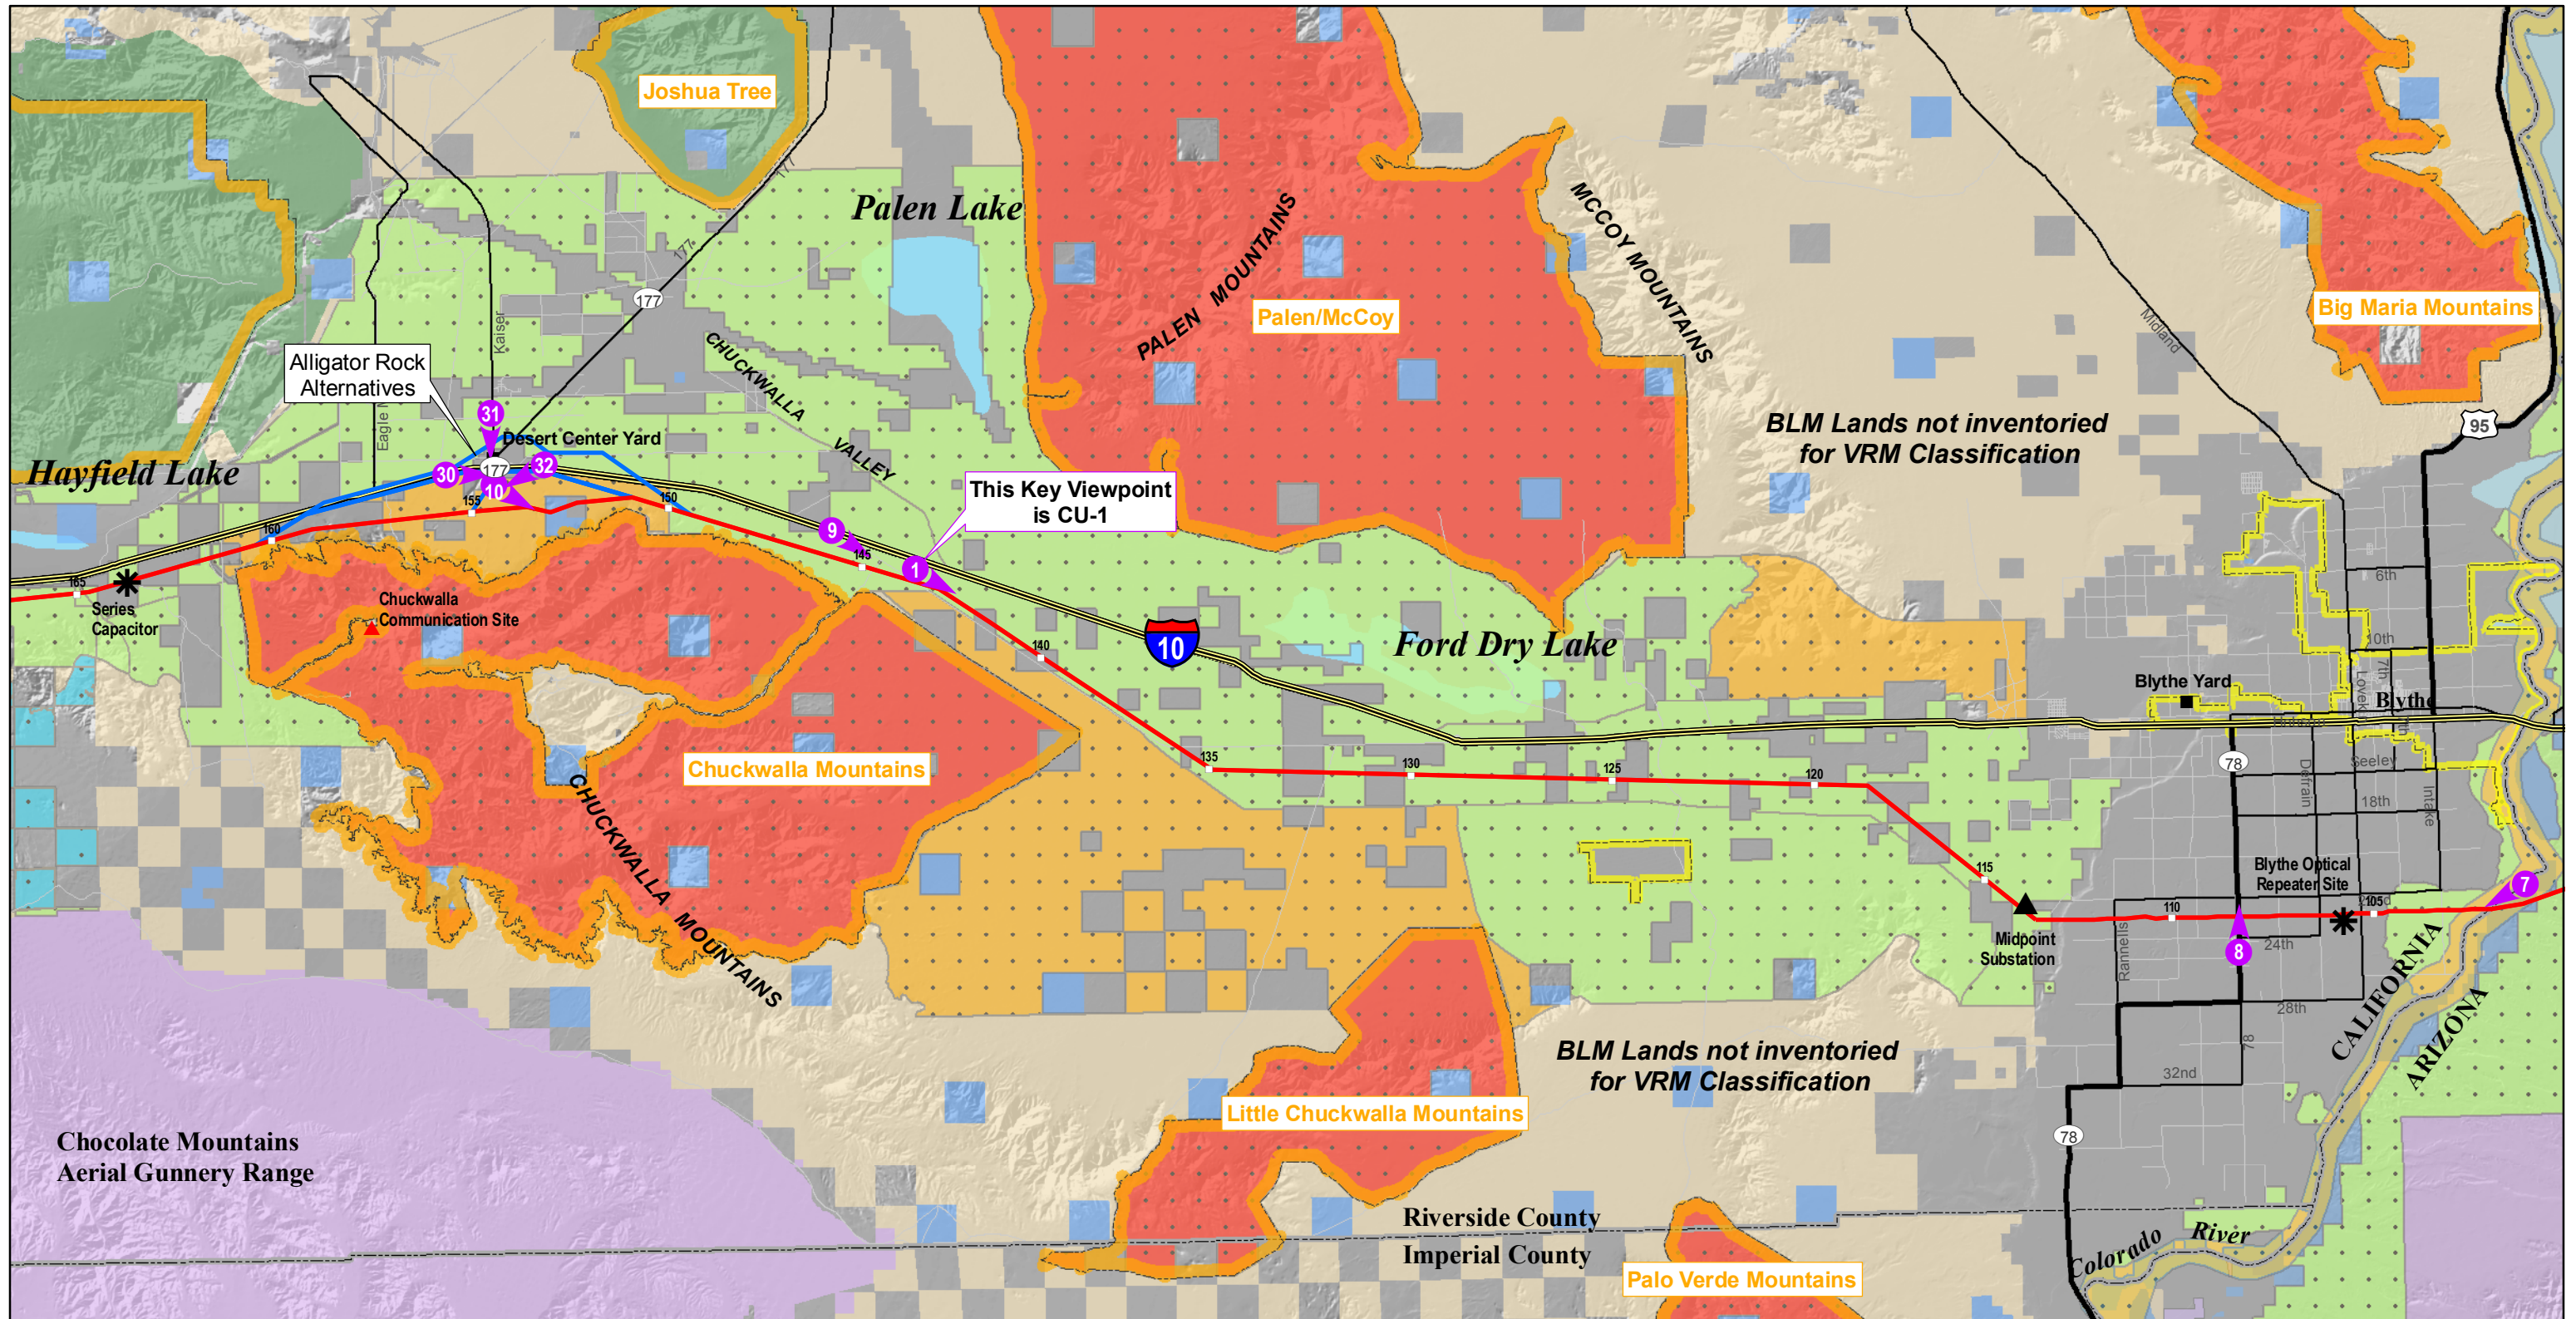 Joshua Tree
Palen Lake
177
177
177
Kaiser
PALEN MOUNTAINS
MCCOY MOUNTAINS
Palen/McCoy
Big Maria Mountains
Midland
95
BLM Lands not inventoried
for VRM Classification
Alligator Rock
Alternatives
CHUCKWALLA
VALLEY
31
Desert Center Yard
Hayfield Lake
30
177
32
10
155
150
160
165
This Key Viewpoint
is CU-1
9
145
1
Series
Capacitor
Chuckwalla
Communication Site
140
10
Ford Dry Lake
6th
10th
7th
Blythe Yard
Blythe
135
130
125
120
115
78
Defrain
Seeley
18th
Intake
Chuckwalla Mountains
CHUCKWALLA MOUNTAINS
Blythe Optical
Repeater Site
7
105
110
Midpoint
Substation
Rannells
8
24th
28th
CALIFORNIA
ARIZONA
BLM Lands not inventoried
for VRM Classification
32nd
78
78
Little Chuckwalla Mountains
Chocolate Mountains
Aerial Gunnery Range
Riverside County
Imperial County
Colorado River
Palo Verde Mountains